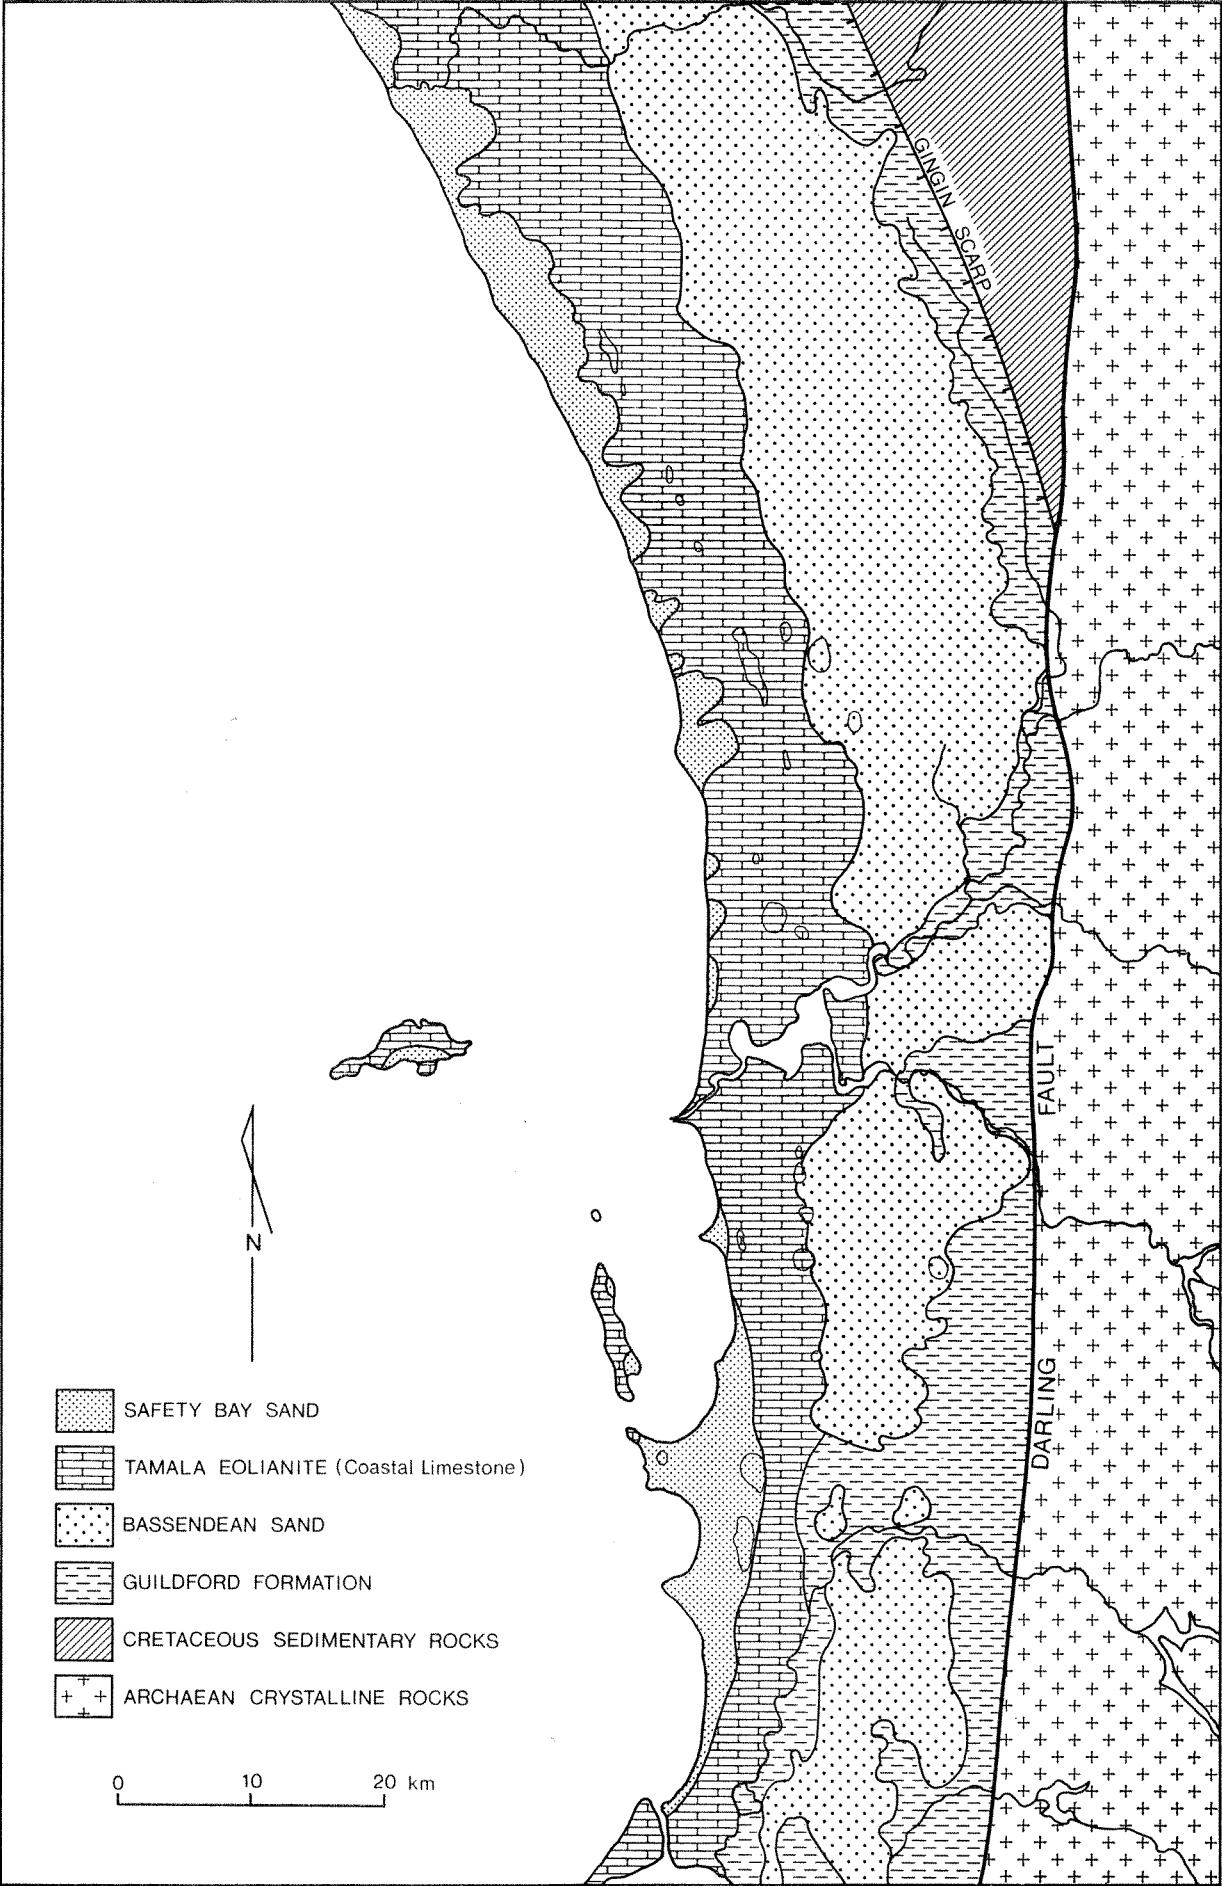 GINGIN SCARP
FAULT
DARLING
N
SAFETY BAY SAND
TAMALA EOLIANITE (Coastal Limestone)
BASSENDEAN SAND
GUILDFORD FORMATION
CRETACEOUS SEDIMENTARY ROCKS
ARCHAEAN CRYSTALLINE ROCKS
0 10 20 km